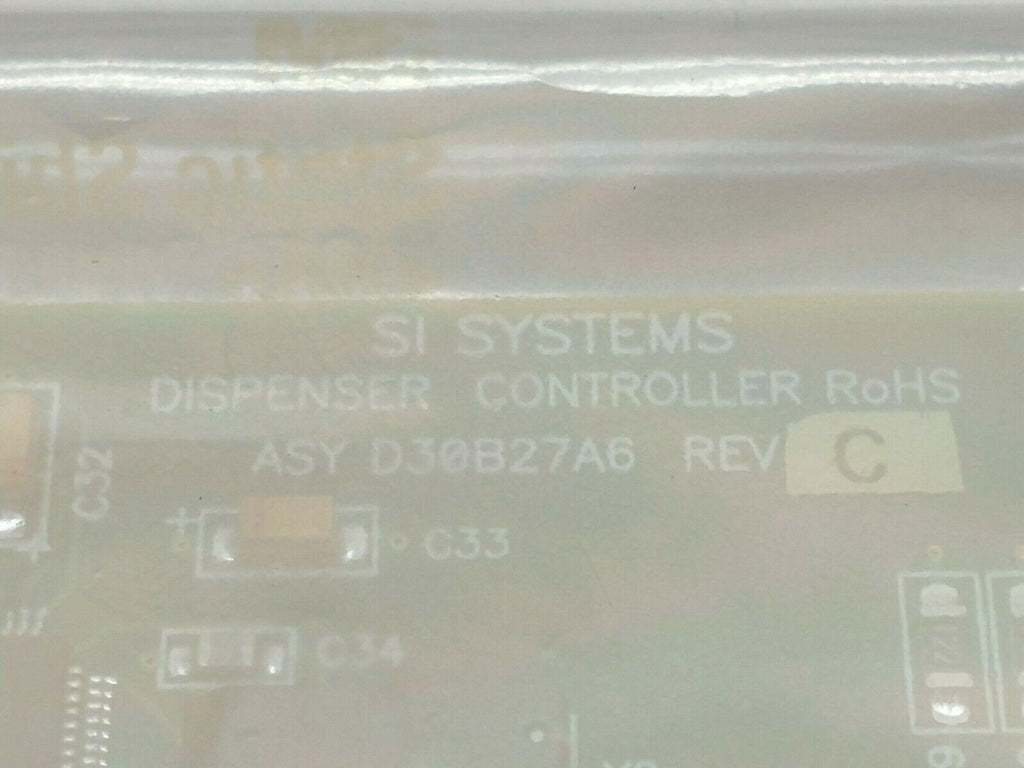 SI SYSTEMS
DISPENSER CONTROLLER RoHS
ASY D30B27A6 REV C
C32
C33
C34